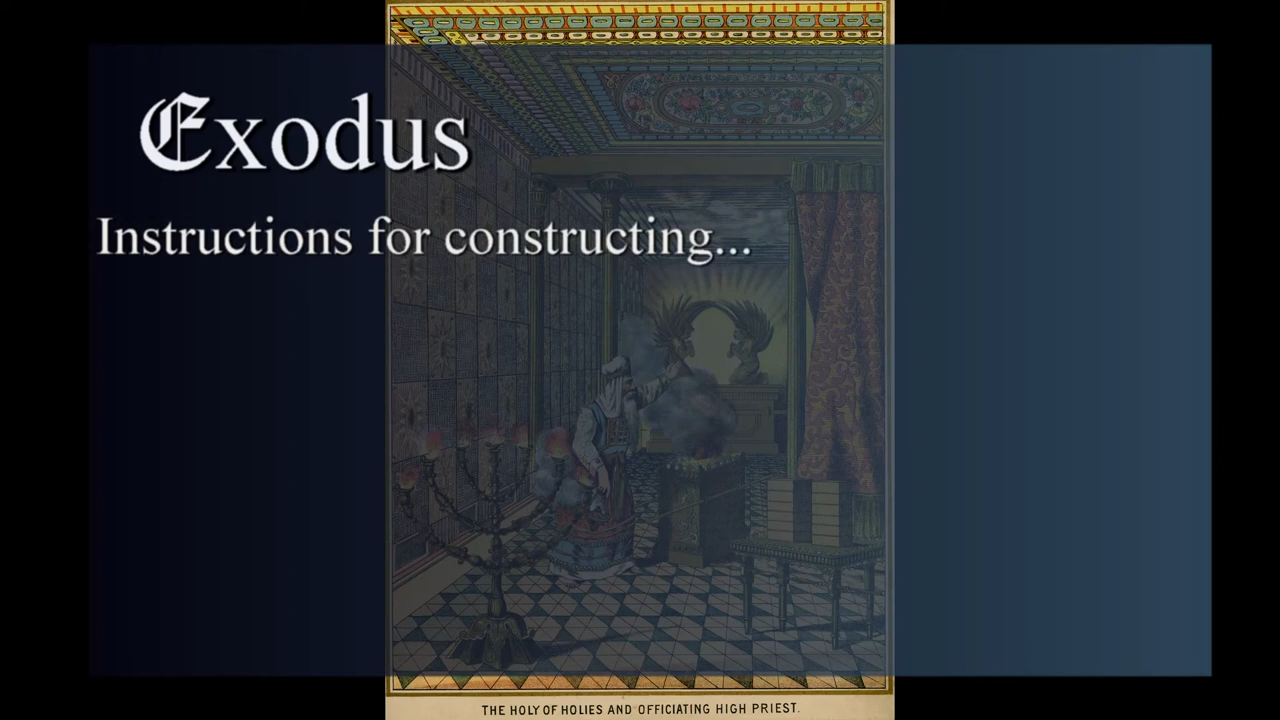 Exodus
Instructions for constructing...
THE HOLY OF HOLIES AND OFFICIATING HIGH PRIEST.